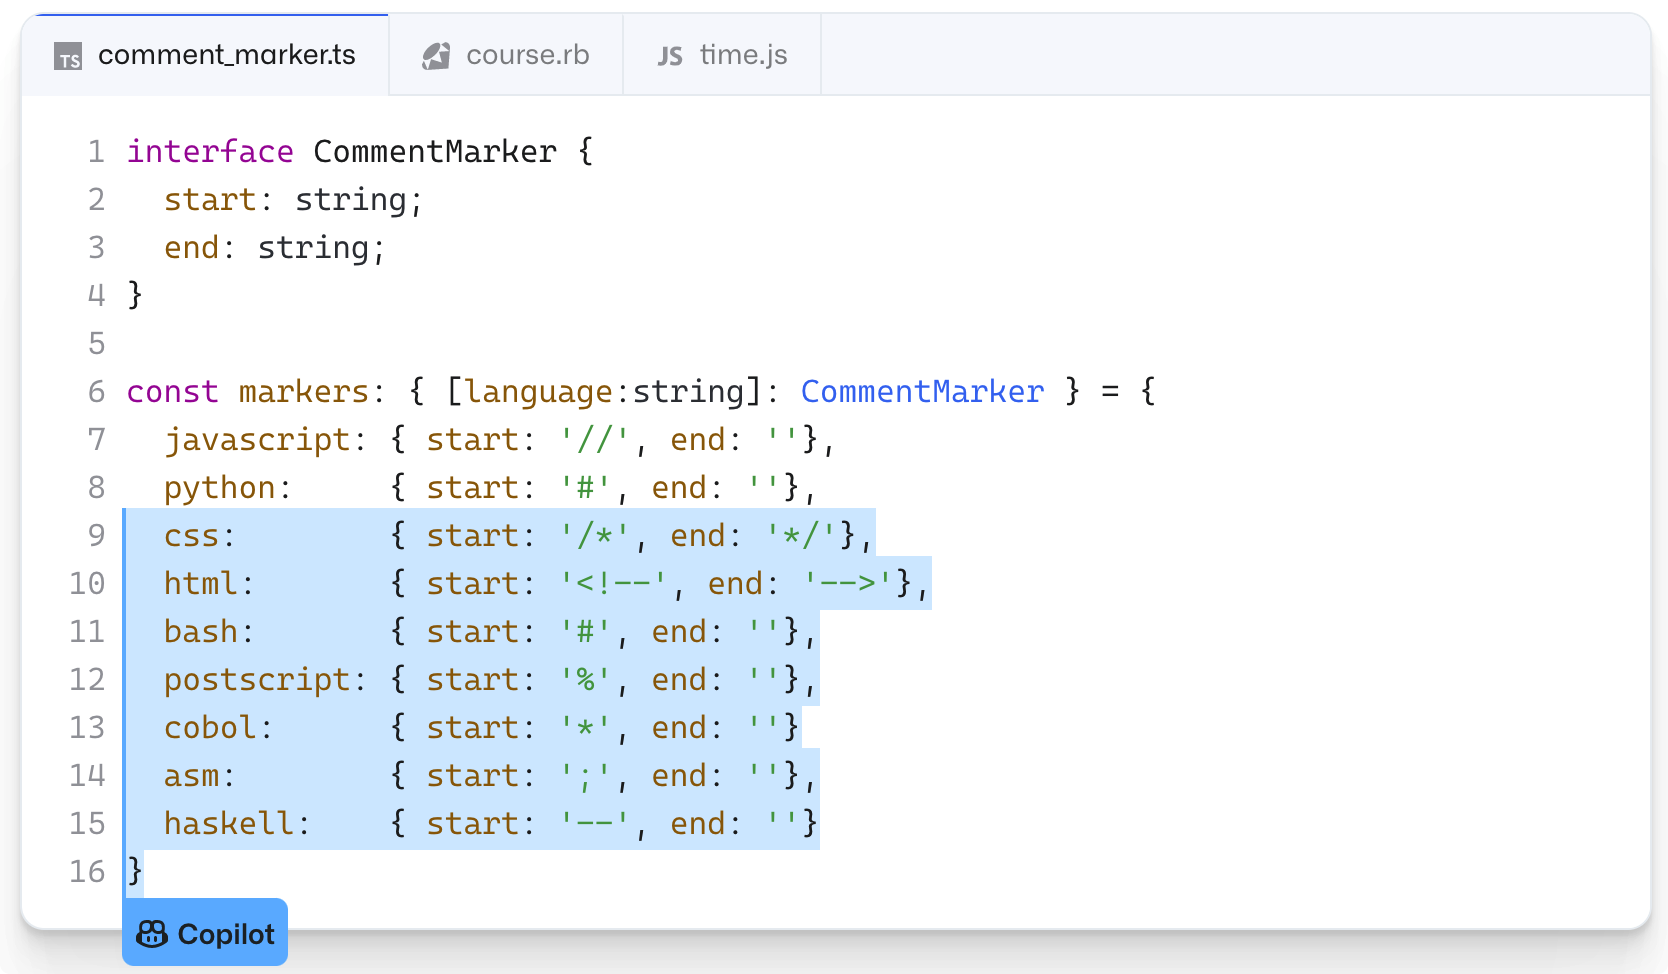 TS comment_marker.ts course.rb JS time.js
1 interface CommentMarker {
2   start: string;
3   end: string;
4 }
5
6 const markers: { [language:string]: CommentMarker } = {
7   javascript: { start: '//', end: ''},
8   python:     { start: '#', end: ''},
9   css:        { start: '/*', end: '*/'},
10   html:       { start: '<!--', end: '-->'},
11   bash:       { start: '#', end: ''},
12   postscript: { start: '%', end: ''},
13   cobol:      { start: '*', end: ''}
14   asm:        { start: ';', end: ''},
15   haskell:    { start: '--', end: ''}
16 }
Copilot